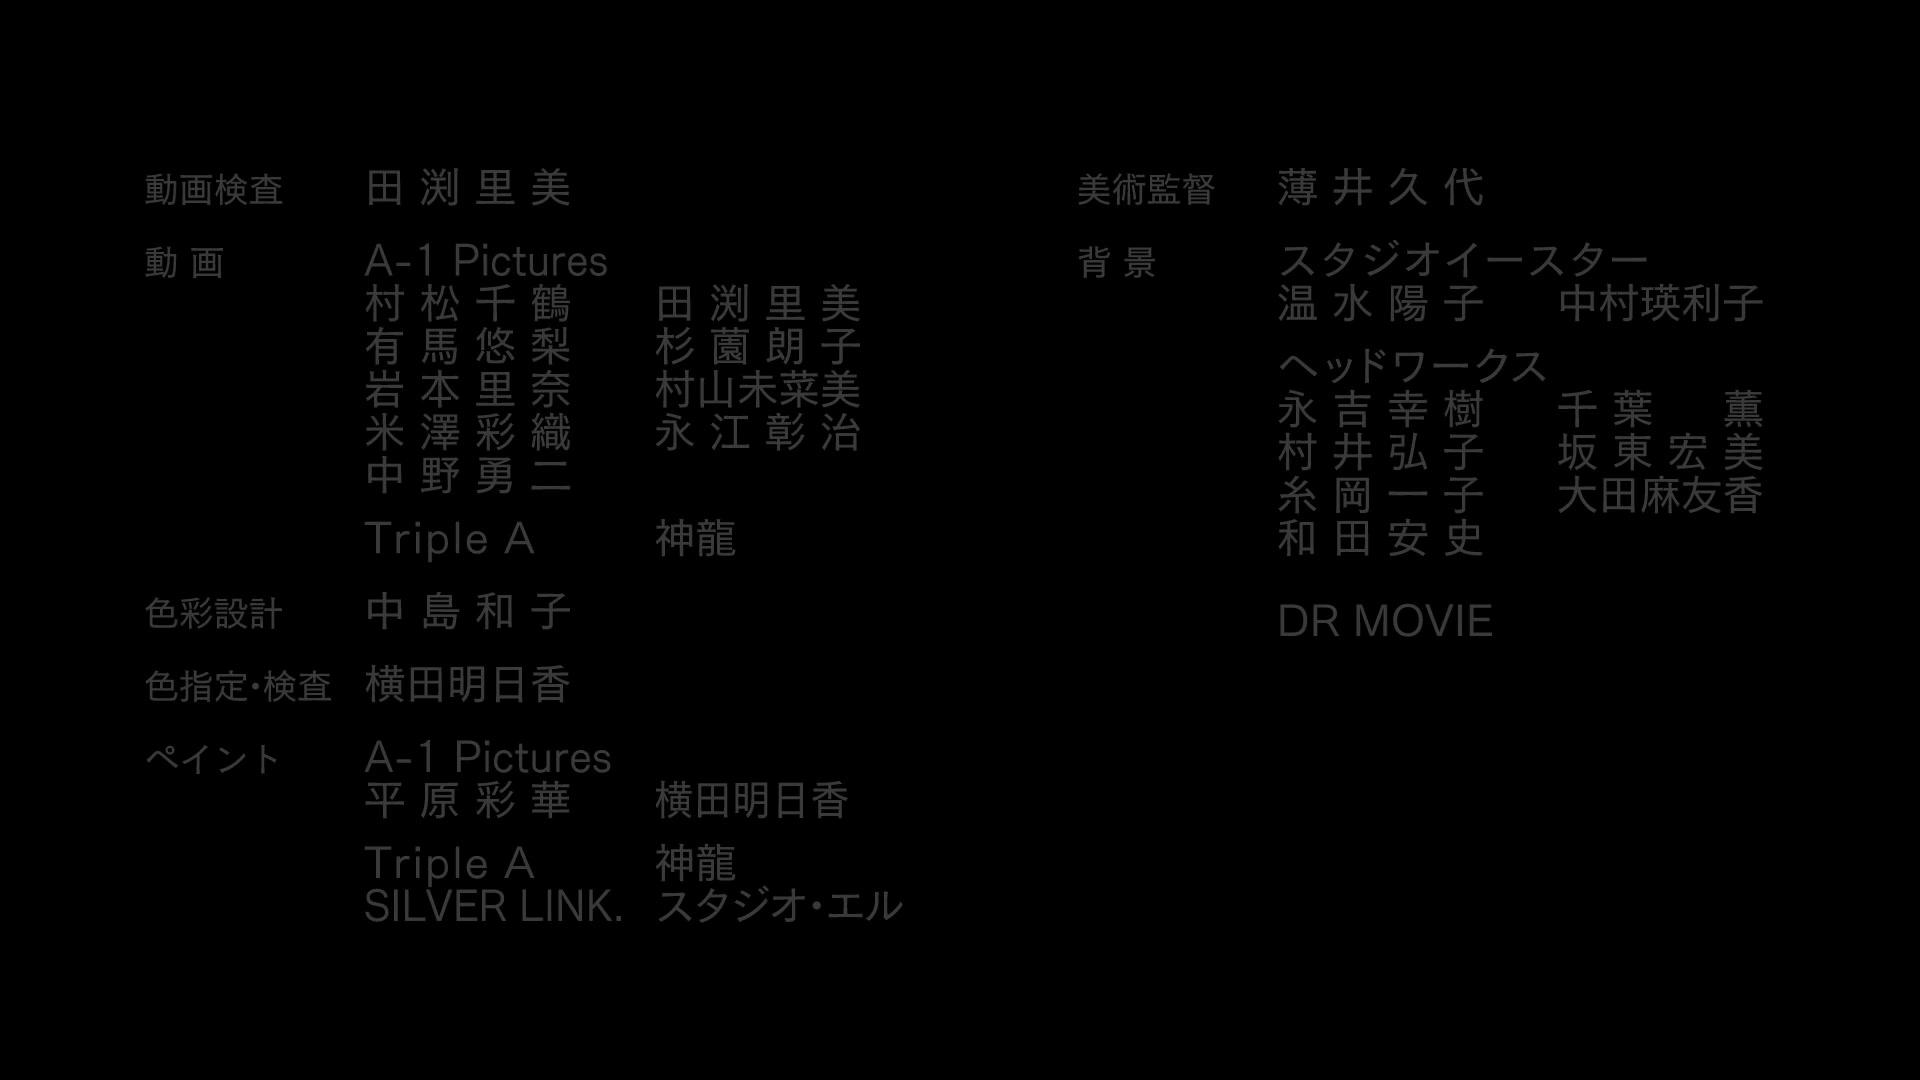 動画検査 田渕里美
動画 A-1 Pictures
村松千鶴 田渕里美
有馬悠梨 杉薗朗子
岩本里奈 村山未菜美
米澤彩織 永江彰治
中野勇二
Triple A 神龍
色彩設計 中島和子
色指定・検査 横田明日香
ペイント A-1 Pictures
平原彩華 横田明日香
Triple A 神龍
SILVER LINK. スタジオ・エル
美術監督 薄井久代
背景 スタジオイースター
温水陽子 中村瑛利子
ヘッドワークス
永吉幸樹 千葉 薫
村井弘子 坂東宏美
糸岡一子 大田麻友香
和田安史
DR MOVIE